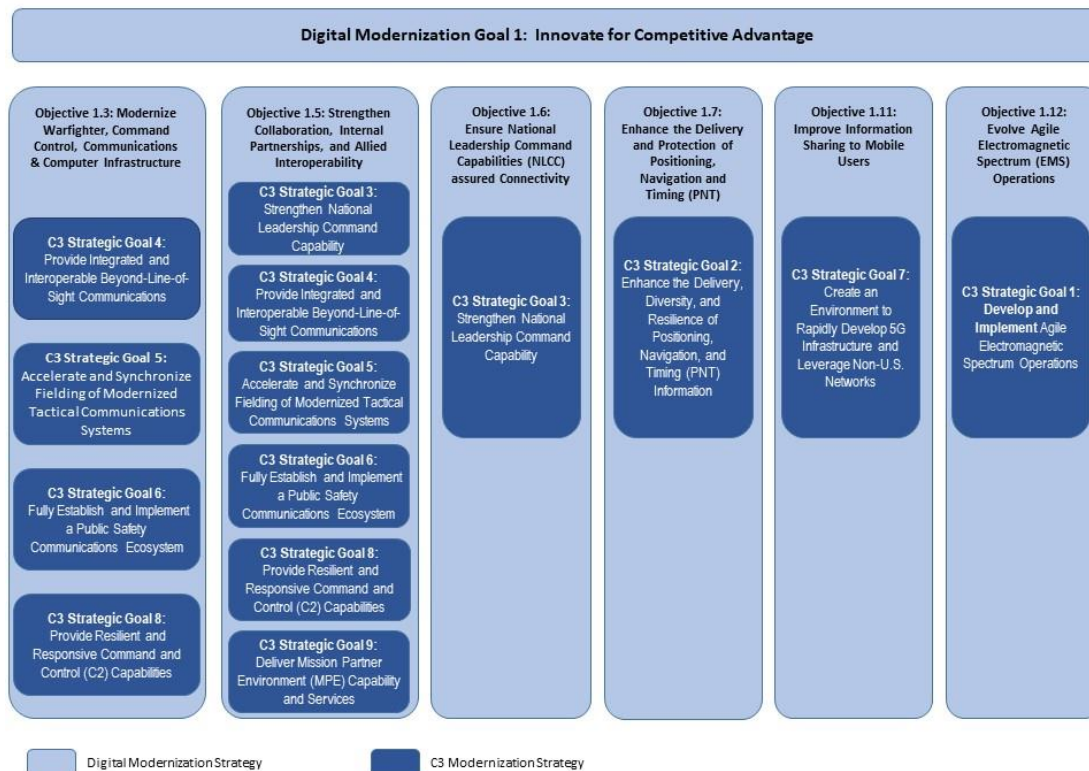 Digital Modernization Goal 1:  Innovate for Competitive Advantage
Objective 1.3: Modernize
Warfighter, Command
Control, Communications
& Computer Infrastructure
C3 Strategic Goal 4:
Provide Integrated and
Interoperable Beyond-Line-of-
Sight Communications
C3 Strategic Goal 5:
Accelerate and Synchronize
Fielding of Modernized
Tactical Communications
Systems
C3 Strategic Goal 6:
Fully Establish and Implement
a Public Safety
Communications Ecosystem
C3 Strategic Goal 8:
Provide Resilient and
Responsive Command and
Control (C2) Capabilities
Objective 1.5: Strengthen
Collaboration, Internal
Partnerships, and Allied
Interoperability
C3 Strategic Goal 3:
Strengthen National
Leadership Command
Capability
C3 Strategic Goal 4:
Provide Integrated and
Interoperable Beyond-Line-of-
Sight Communications
C3 Strategic Goal 5:
Accelerate and Synchronize
Fielding of Modernized Tactical
Communications Systems
C3 Strategic Goal 6:
Fully Establish and Implement
a Public Safety
Communications Ecosystem
C3 Strategic Goal 8:
Provide Resilient and
Responsive Command and
Control (C2) Capabilities
C3 Strategic Goal 9:
Deliver Mission Partner
Environment (MPE) Capability
and Services
Objective 1.6:
Ensure National
Leadership Command
Capabilities (NLCC)
assured Connectivity
C3 Strategic Goal 3:
Strengthen National
Leadership Command
Capability
Objective 1.7:
Enhance the Delivery
and Protection of
Positioning,
Navigation and
Timing (PNT)
C3 Strategic Goal 2:
Enhance the Delivery,
Diversity, and
Resilience of
Positioning,
Navigation, and
Timing (PNT)
Information
Objective 1.11:
Improve Information
Sharing to Mobile
Users
C3 Strategic Goal 7:
Create an
Environment to
Rapidly Develop 5G
Infrastructure and
Leverage Non-U.S.
Networks
Objective 1.12:
Evolve Agile
Electromagnetic
Spectrum (EMS)
Operations
C3 Strategic Goal 1:
Develop and
Implement Agile
Electromagnetic
Spectrum Operations
Digital Modernization Strategy
C3 Modernization Strategy